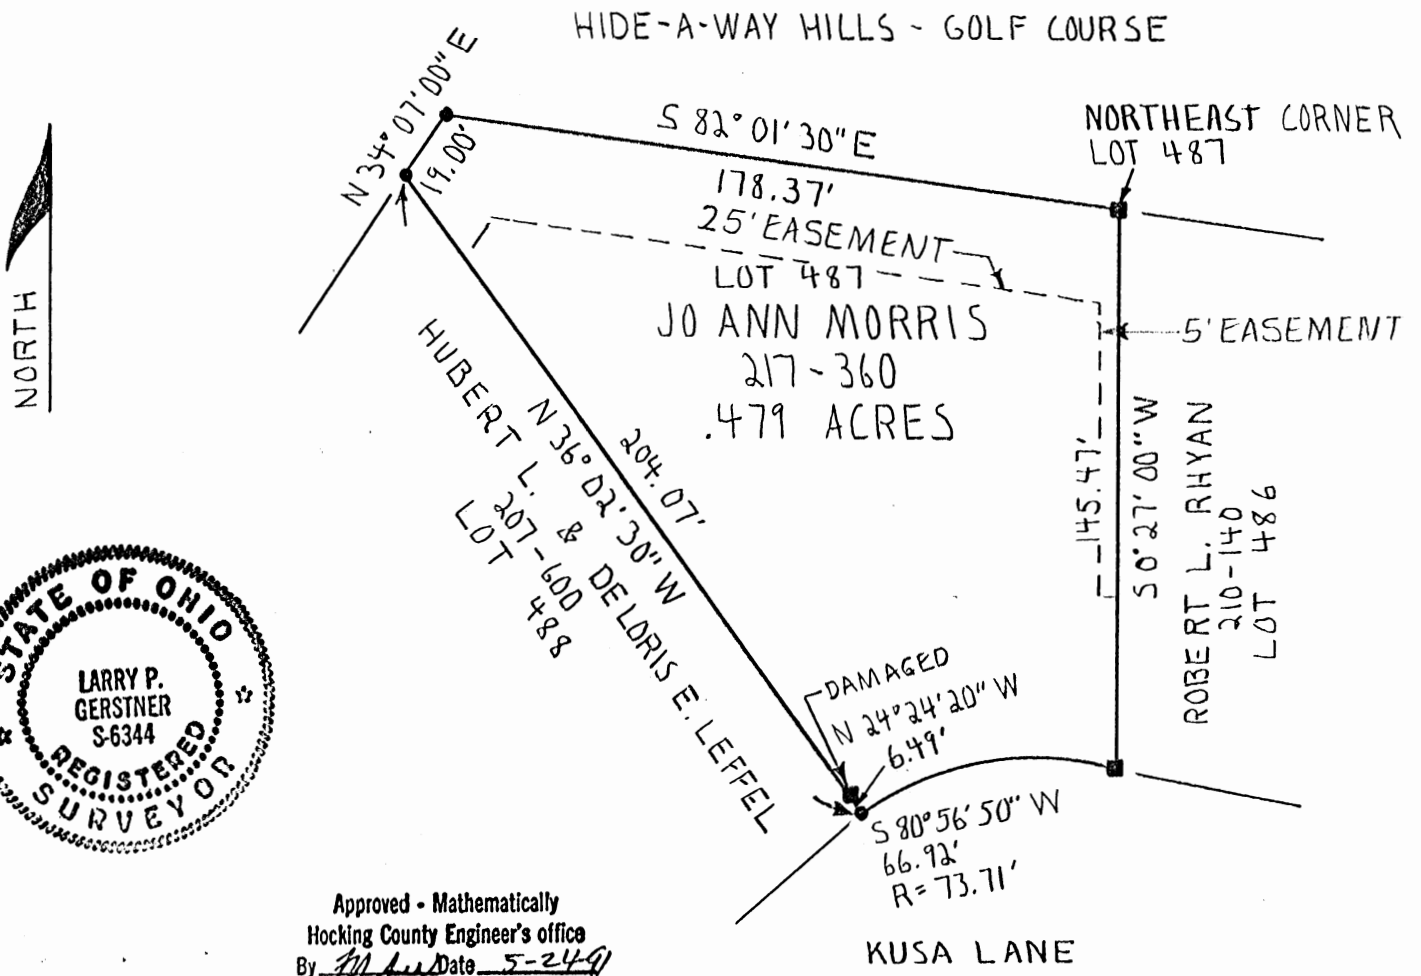 HIDE-A-WAY HILLS - GOLF COURSE
N 34° 07' 00" E
19.00'
S 82° 01' 30" E
178.37'
NORTHEAST CORNER
LOT 487
25' EASEMENT
LOT 487
JO ANN MORRIS
217-360
.479 ACRES
5' EASEMENT
NORTH
HUBERT L. & DELORIS E. LEFFEL
207-600
LOT 488
N 36° 02' 30" W
204.07'
145.47'
S 0° 27' 00" W
ROBERT L. RHYAN
210-140
LOT 486
DAMAGED
N 24° 24' 20" W
6.49'
S 80° 56' 50" W
66.92'
R = 73.71'
KUSA LANE
STATE OF OHIO
LARRY P.
GERSTNER
S-6344
REGISTERED
SURVEYOR
Approved - Mathematically
Hocking County Engineer's office
By Date 5-24-91